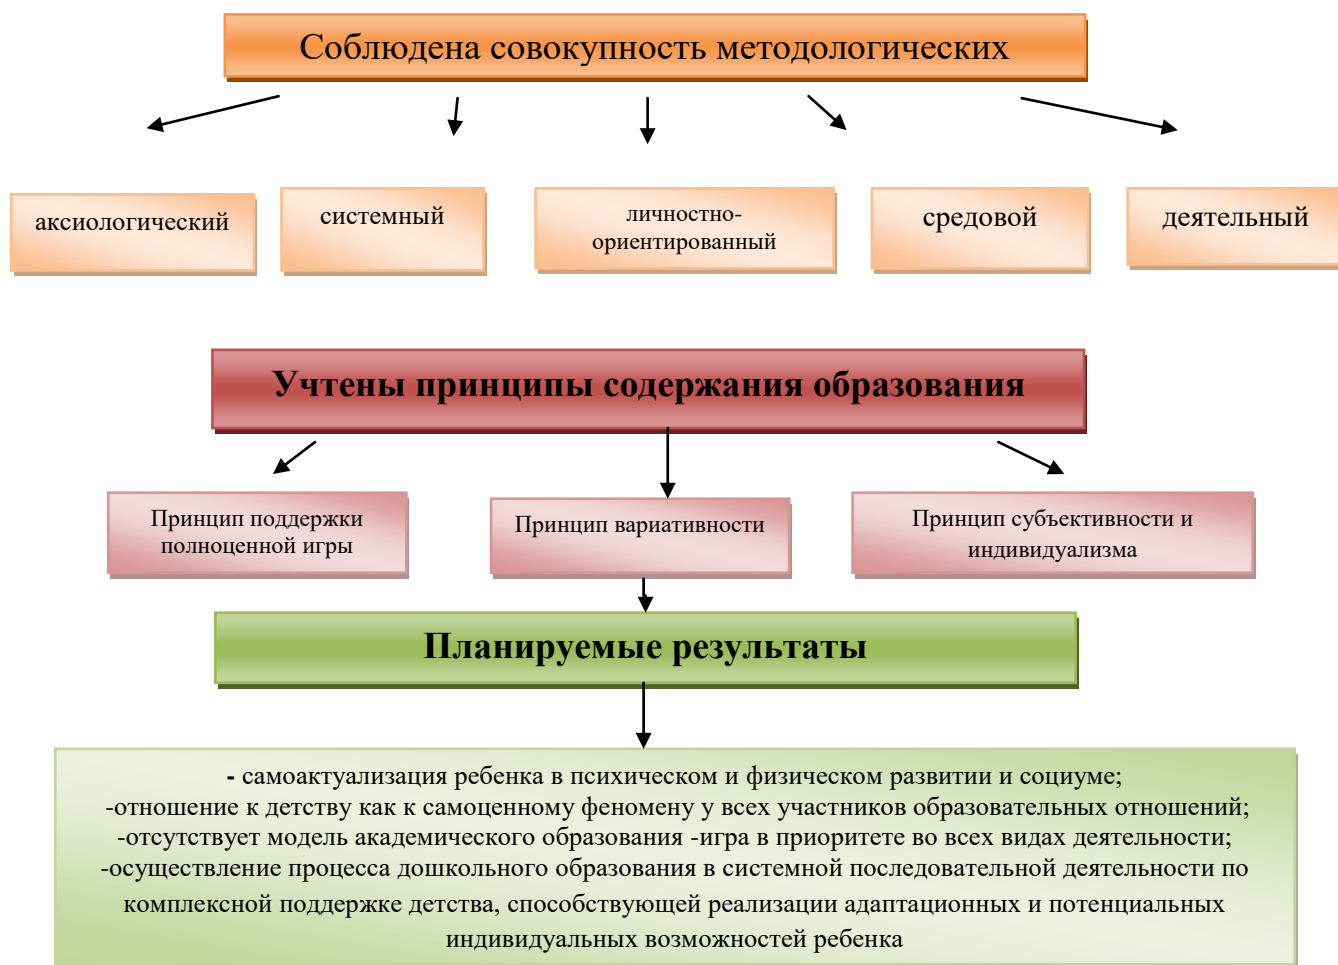 Соблюдена совокупность методологических
аксиологический
системный
личностно-
ориентированный
средовой
деятельный
Учтены принципы содержания образования
Принцип поддержки
полноценной игры
Принцип вариативности
Принцип субъективности и
индивидуализма
Планируемые результаты
- самоактуализация ребенка в психическом и физическом развитии и социуме;
-отношение к детству как к самоценному феномену у всех участников образовательных отношений;
-отсутствует модель академического образования -игра в приоритете во всех видах деятельности;
-осуществление процесса дошкольного образования в системной последовательной деятельности по
комплексной поддержке детства, способствующей реализации адаптационных и потенциальных
индивидуальных возможностей ребенка